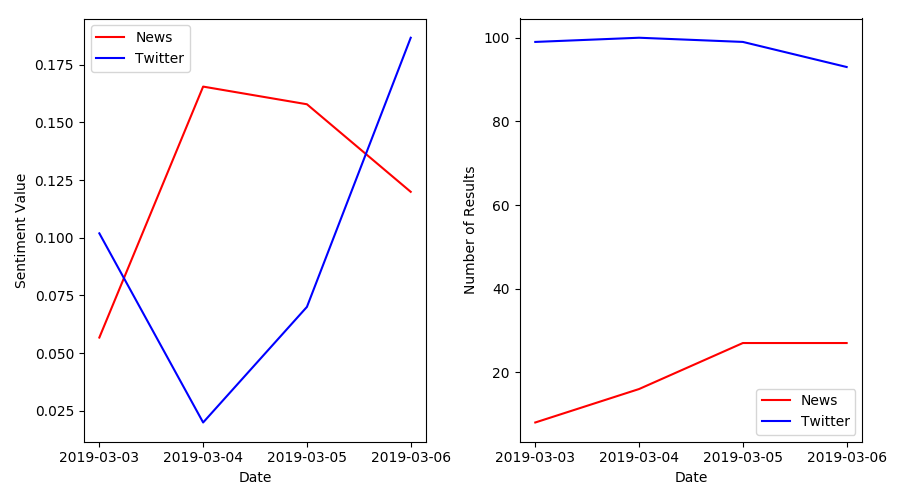 News
Twitter
0.175
0.150
0.125
0.100
0.075
0.050
0.025
Sentiment Value
2019-03-03 2019-03-04 2019-03-05 2019-03-06
Date
100
80
60
40
20
Number of Results
News
Twitter
2019-03-03 2019-03-04 2019-03-05 2019-03-06
Date